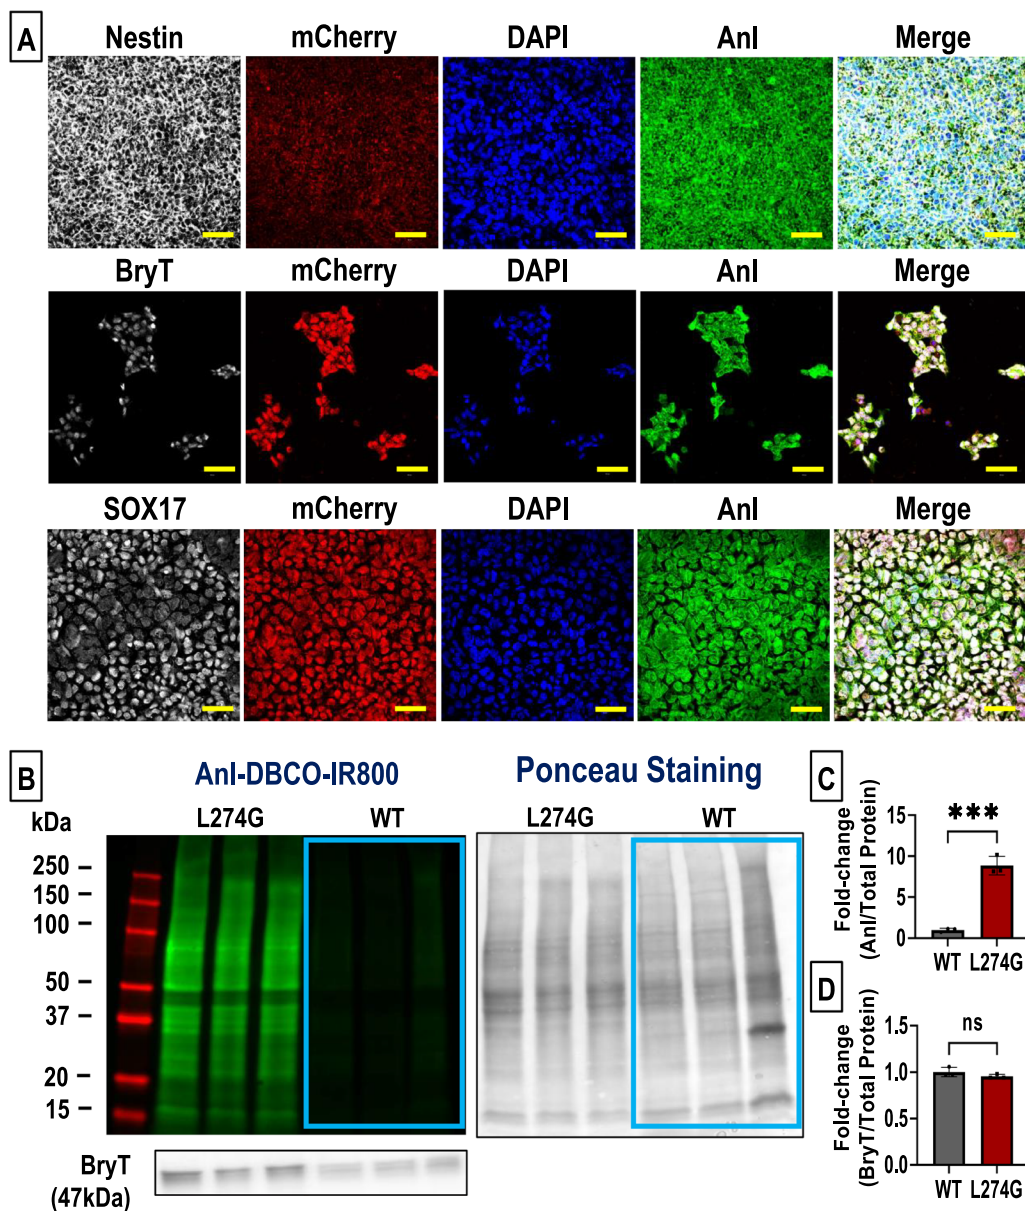 A
Nestin mCherry DAPI Anl Merge
BryT mCherry DAPI Anl Merge
SOX17 mCherry DAPI Anl Merge
B
Anl-DBCO-IR800 Ponceau Staining
kDa L274G WT L274G WT
250
150
100
50
37
20
15
BryT
(47kDa)
C
Fold-change
(Anl/Total Protein)
15
10
5
0
***
WT L274G
D
Fold-change
(BryT/Total Protein)
1.5
1.0
0.5
0.0
ns
WT L274G